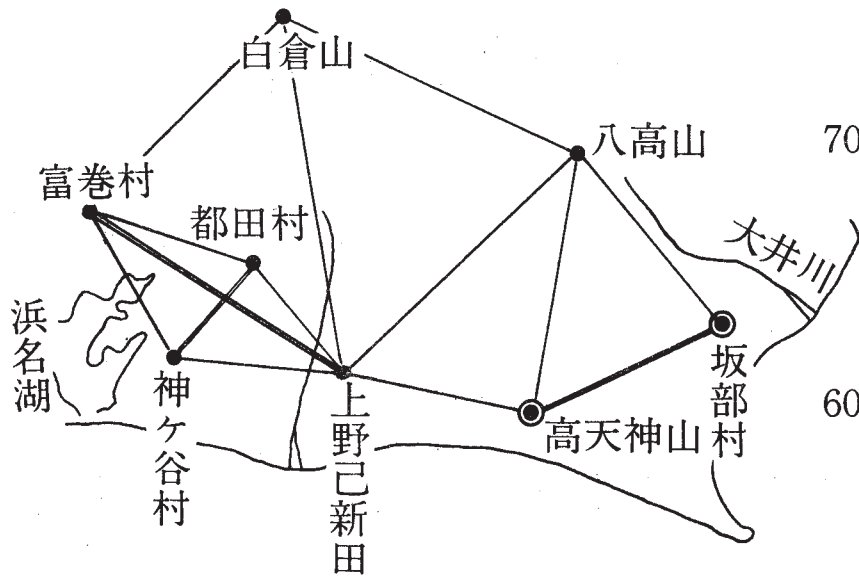 白倉山
八高山
70
富巻村
都田村
大井川
浜名湖
坂部村
神ヶ谷村
上野己新田
60
高天神山